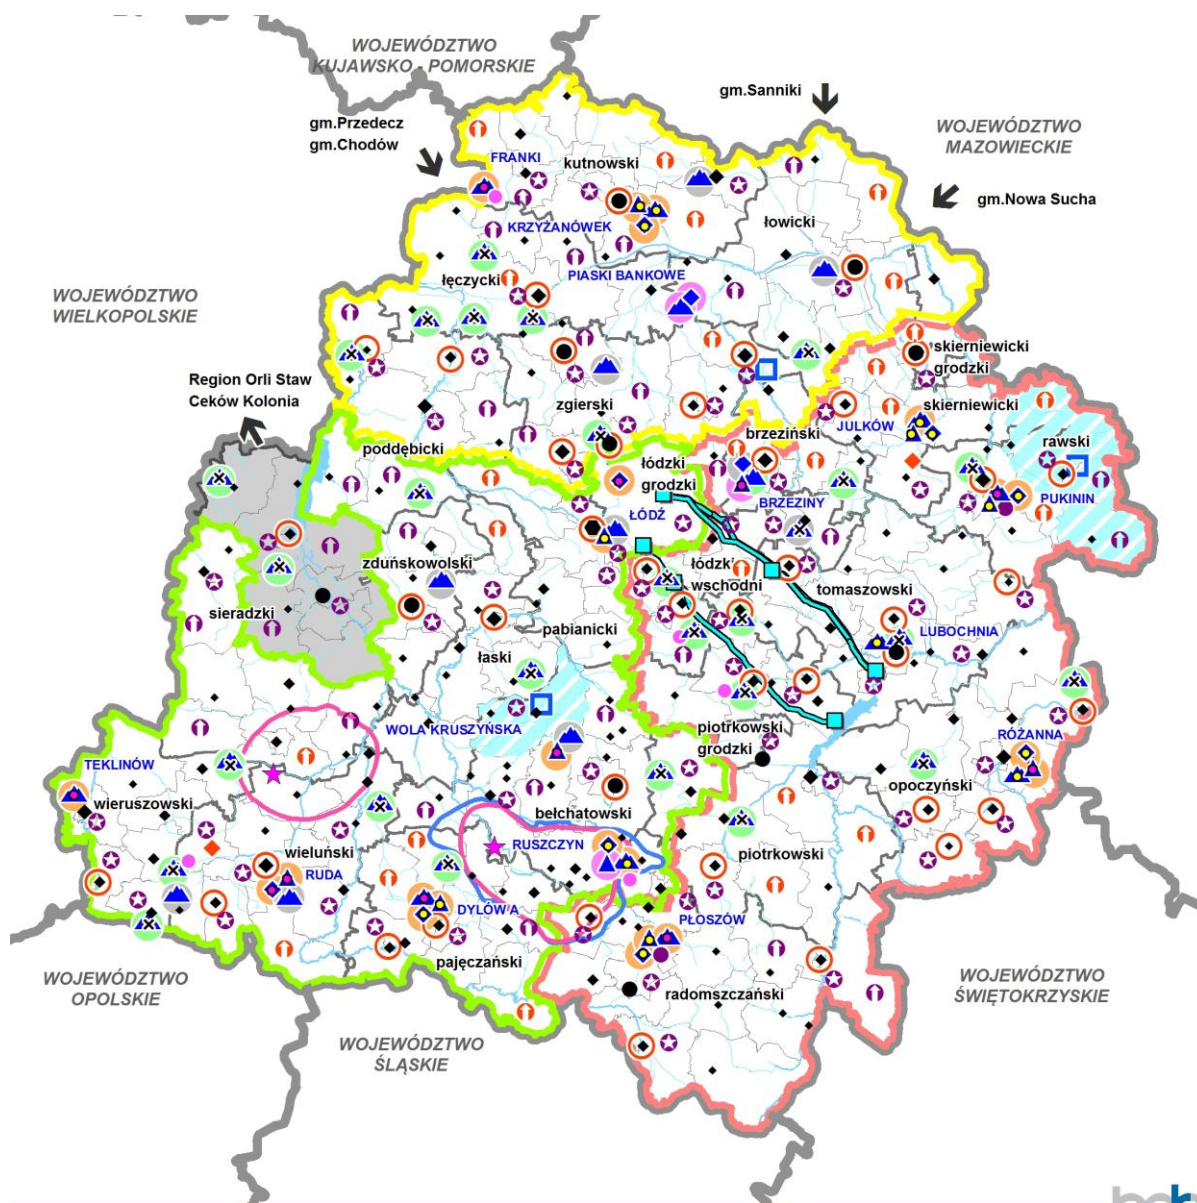 WOJEWÓDZTWO
KUJAWSKO - POMORSKIE
gm.Sanniki
gm.Przedecz
gm.Chodów
WOJEWÓDZTWO
MAZOWIECKIE
FRANKI
kutnowski
gm.Nowa Sucha
łowicki
KRZYŻANÓWEK
łęczycki
PIASKI BANKOWE
WOJEWÓDZTWO
WIELKOPOLSKIE
skierniewicki
grodzki
Region Orli Staw
Ceków Kolonia
zgierski
skierniewicki
JULKÓW
brzeziński
rawski
poddębicki
łódzki
grodzki
BRZEZINY
PUKININ
ŁÓDŹ
zduńskowolski
łódzki
wschodni
tomaszowski
sieradzki
pabianicki
LUBOCHNIA
łaski
WOLA KRUSZYŃSKA
piotrkowski
grodzki
RÓŻANNA
TEKLINÓW
opoczyński
wieruszowski
bełchatowski
RUSZCZYN
wieluński
piotrkowski
RUDA
DYLÓW A
PŁOSZÓW
pajęczański
radomszczański
WOJEWÓDZTWO
OPOLSKIE
WOJEWÓDZTWO
ŚWIĘTOKRZYSKIE
WOJEWÓDZTWO
ŚLĄSKIE